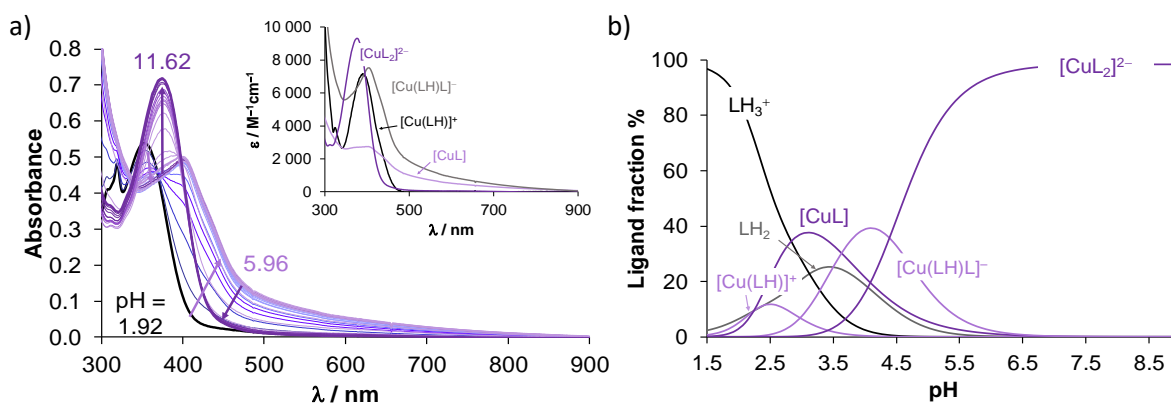 a)
11.62
5.96
pH =
1.92
Absorbance
0.8
0.7
0.6
0.5
0.4
0.3
0.2
0.1
0.0
300 400 500 600 700 800 900
λ / nm
[CuL₂]²⁻
[Cu(LH)L]⁻
[Cu(LH)]⁺
[CuL]
ε / M⁻¹cm⁻¹
10 000
8 000
6 000
4 000
2 000
0
300 500 700 900
λ / nm
b)
[CuL₂]²⁻
LH₃⁺
[CuL]
LH₂
[Cu(LH)L]⁻
[Cu(LH)]⁺
Ligand fraction %
100
80
60
40
20
0
1.5 2.5 3.5 4.5 5.5 6.5 7.5 8.5
pH